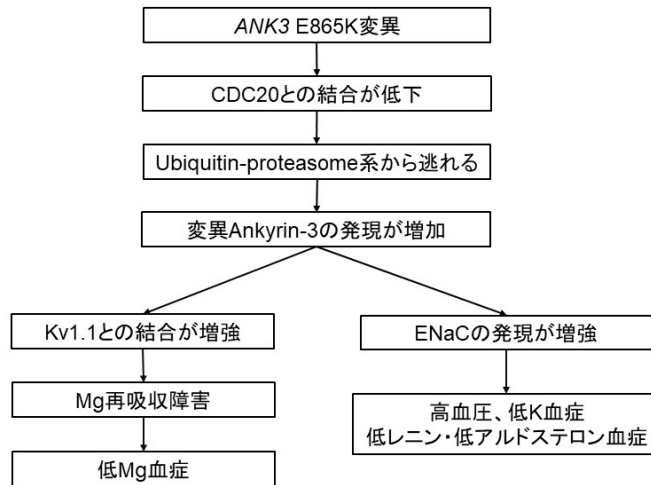 ANK3 E865K変異
CDC20との結合が低下
Ubiquitin-proteasome系から逃れる
変異Ankyrin-3の発現が増加
Kv1.1との結合が増強
ENaCの発現が増強
Mg再吸収障害
高血圧、低K血症
低レニン・低アルドステロン血症
低Mg血症